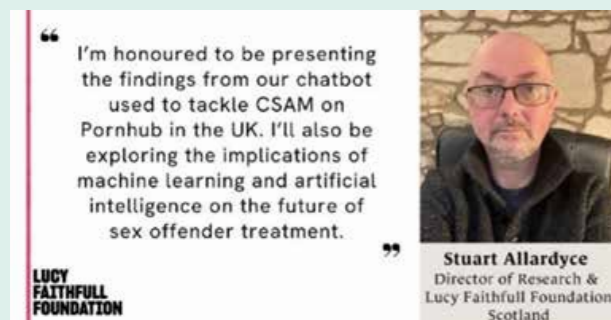 “
I’m honoured to be presenting
the findings from our chatbot
used to tackle CSAM on
Pornhub in the UK. I’ll also be
exploring the implications of
machine learning and artificial
intelligence on the future of
sex offender treatment.
”
LUCY
FAITHFULL
FOUNDATION
Stuart Allardyce
Director of Research &
Lucy Faithfull Foundation
Scotland